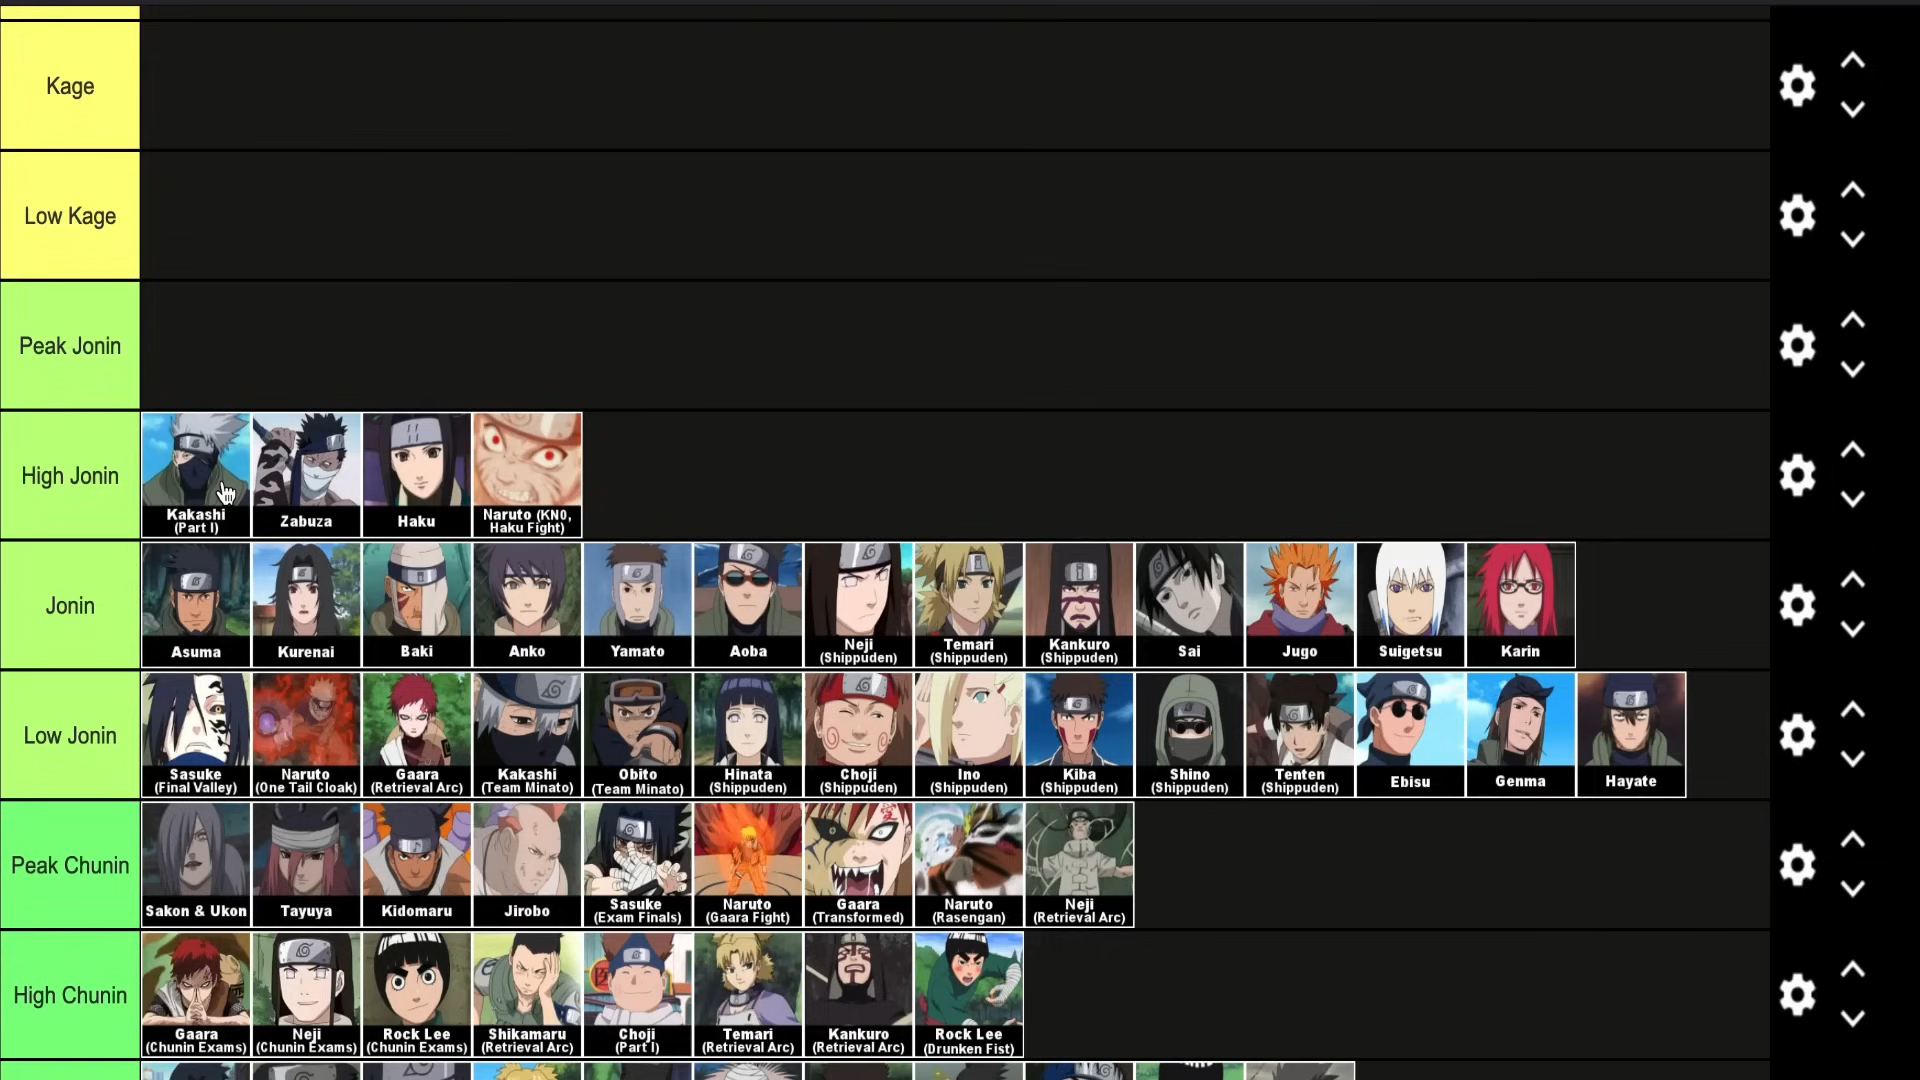 Kage
Low Kage
Peak Jonin
High Jonin
Kakashi
(Part I)
Zabuza
Haku
Naruto (KN0,
Haku Fight)
Jonin
Asuma
Kurenai
Baki
Anko
Yamato
Aoba
Neji
(Shippuden)
Temari
(Shippuden)
Kankuro
(Shippuden)
Sai
Jugo
Suigetsu
Karin
Low Jonin
Sasuke
(Final Valley)
Naruto
(One Tail Cloak)
Gaara
(Retrieval Arc)
Kakashi
(Team Minato)
Obito
(Team Minato)
Hinata
(Shippuden)
Choji
(Shippuden)
Ino
(Shippuden)
Kiba
(Shippuden)
Shino
(Shippuden)
Tenten
(Shippuden)
Ebisu
Genma
Hayate
Peak Chunin
Sakon & Ukon
Tayuya
Kidomaru
Jirobo
Sasuke
(Exam Finals)
Naruto
(Gaara Fight)
Gaara
(Transformed)
Naruto
(Rasengan)
Neji
(Retrieval Arc)
High Chunin
Gaara
(Chunin Exams)
Neji
(Chunin Exams)
Rock Lee
(Chunin Exams)
Shikamaru
(Retrieval Arc)
Choji
(Part I)
Temari
(Retrieval Arc)
Kankuro
(Retrieval Arc)
Rock Lee
(Drunken Fist)